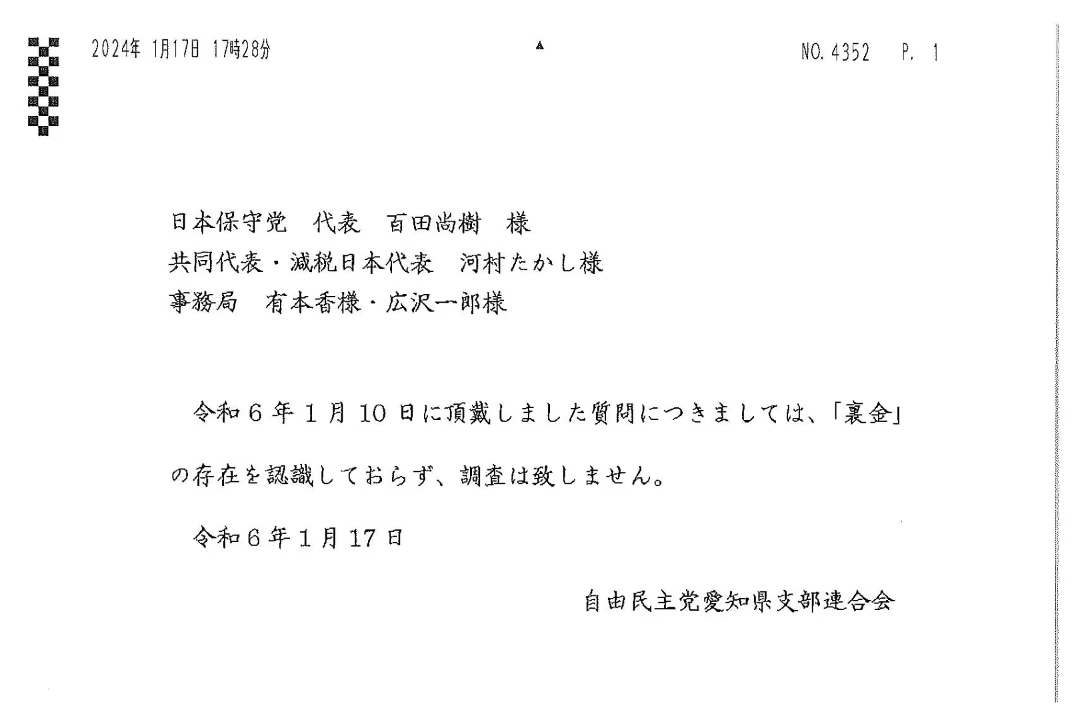 2024年 1月17日 17時28分 NO. 4352 P. 1
日本保守党　代表　百田尚樹　様
共同代表・減税日本代表　河村たかし様
事務局　有本香様・広沢一郎様
令和６年１月10日に頂戴しました質問につきましては、「裏金」
の存在を認識しておらず、調査は致しません。
令和６年１月17日
自由民主党愛知県支部連合会